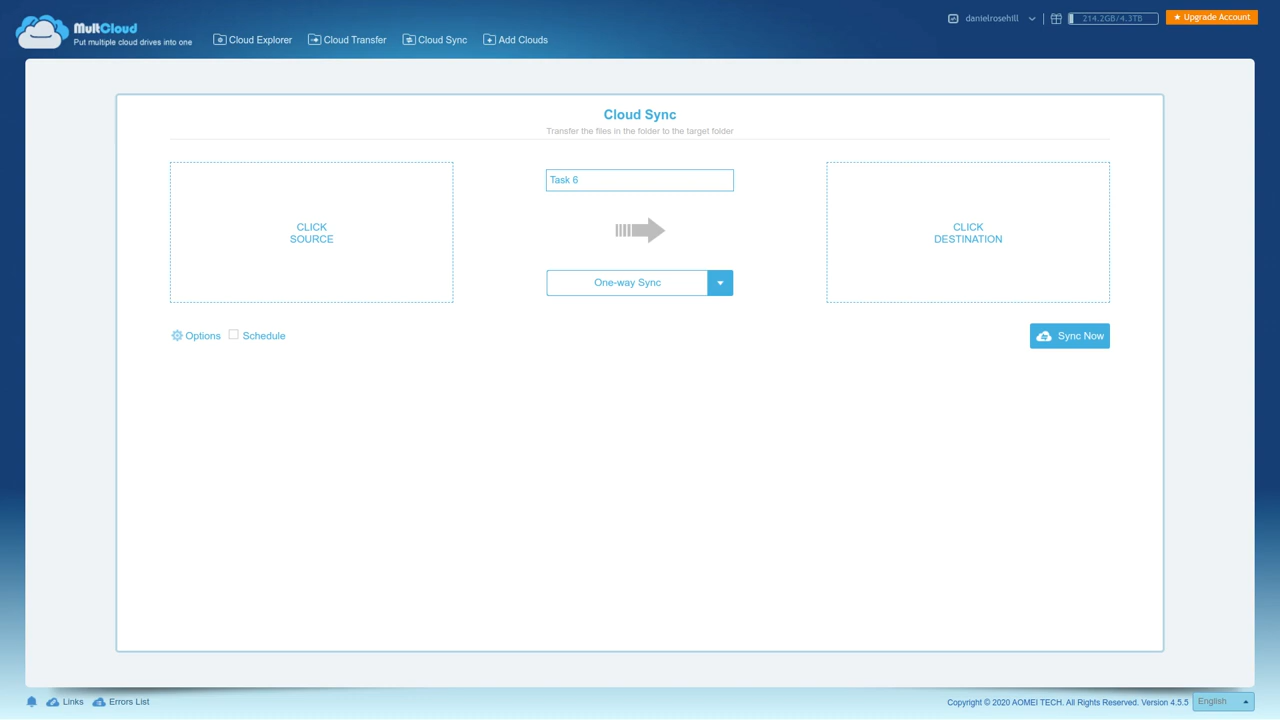 MultCloud
Put multiple cloud drives into one
Cloud Explorer
Cloud Transfer
Cloud Sync
Add Clouds
danielrosehill
214.2GB/4.3TB
★ Upgrade Account
Cloud Sync
Transfer the files in the folder to the target folder
CLICK
SOURCE
Task 6
One-way Sync
CLICK
DESTINATION
Options
Schedule
Sync Now
Links
Errors List
Copyright © 2020 AOMEI TECH. All Rights Reserved. Version 4.5.5
English